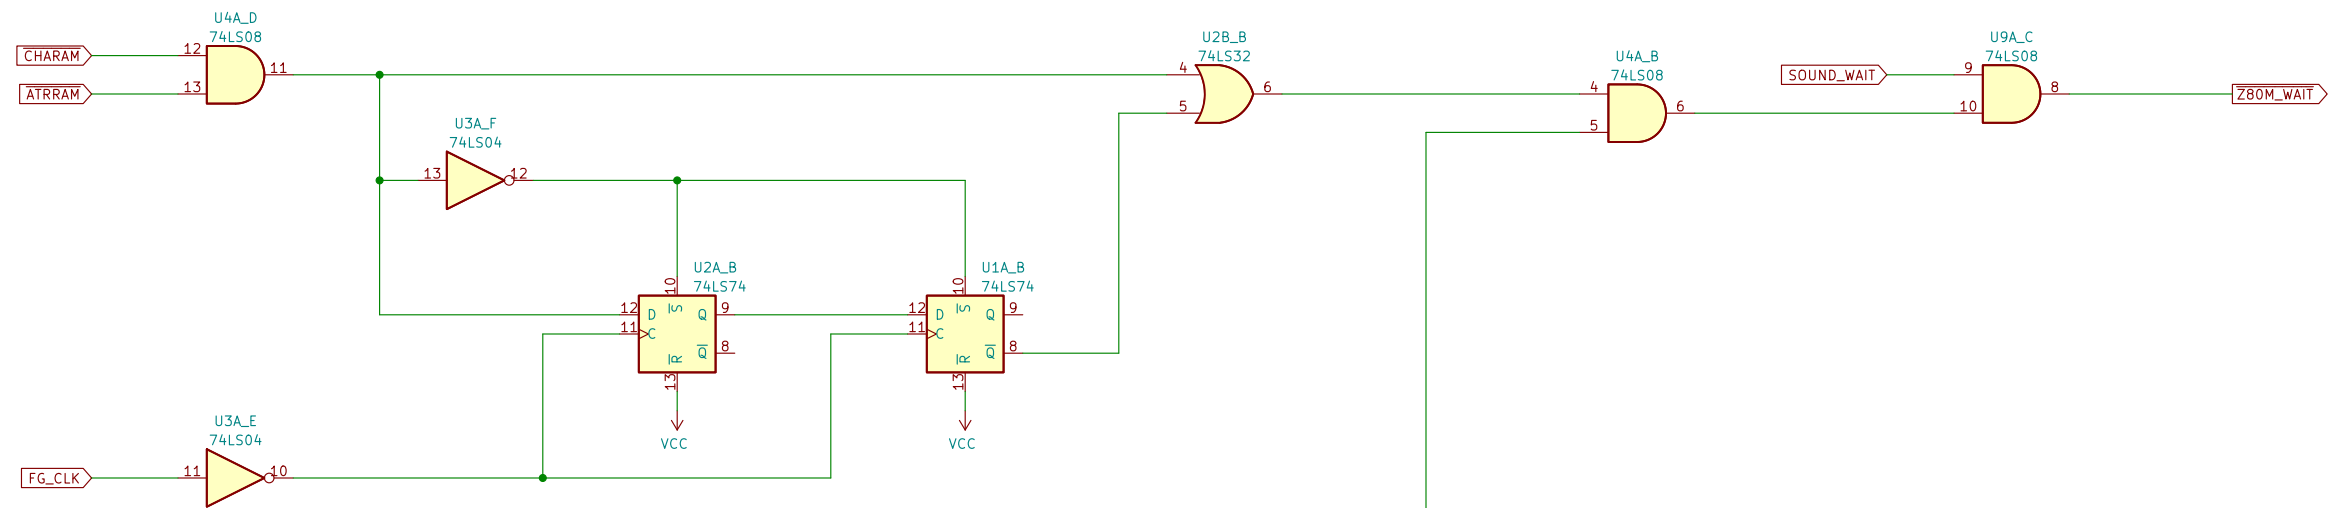 U4A_D
74LS08
CHARAM
12
11
ATRRAM
13
U2B_B
74LS32
4
5
6
U4A_B
74LS08
4
5
6
U9A_C
74LS08
SOUND_WAIT
9
10
8
Z80M_WAIT
U3A_F
74LS04
13
12
U2A_B
74LS74
10
S
12
D
Q
9
11
C
Q
8
R
13
VCC
U1A_B
74LS74
10
S
12
D
Q
9
11
C
Q
8
R
13
VCC
U3A_E
74LS04
FG_CLK
11
10